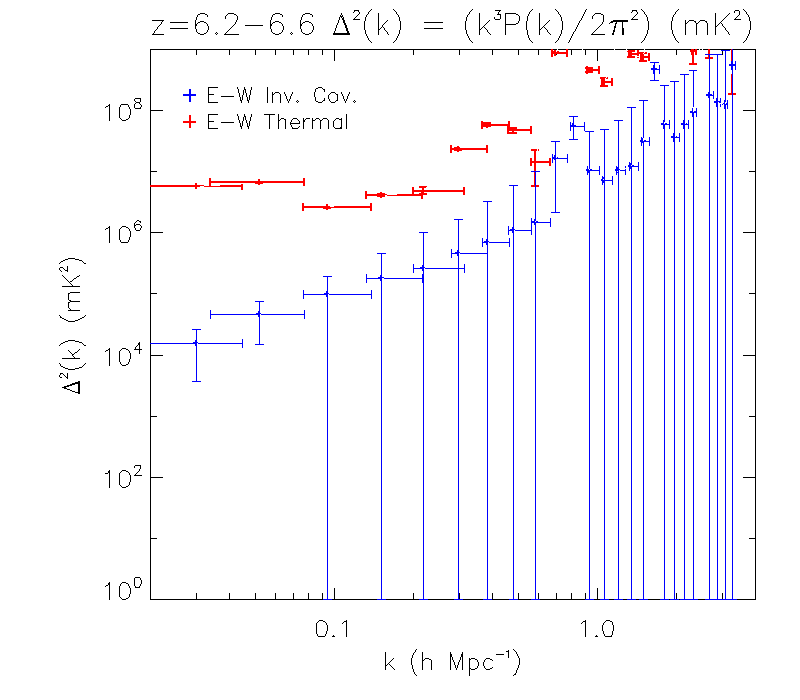 z=6.2−6.6 Δ²(k) = (k³P(k)/2π²) (mK²)
E−W Inv. Cov.
E−W Thermal
10⁸
10⁶
10⁴
10²
10⁰
Δ²(k) (mK²)
0.1 1.0
k (h Mpc⁻¹)